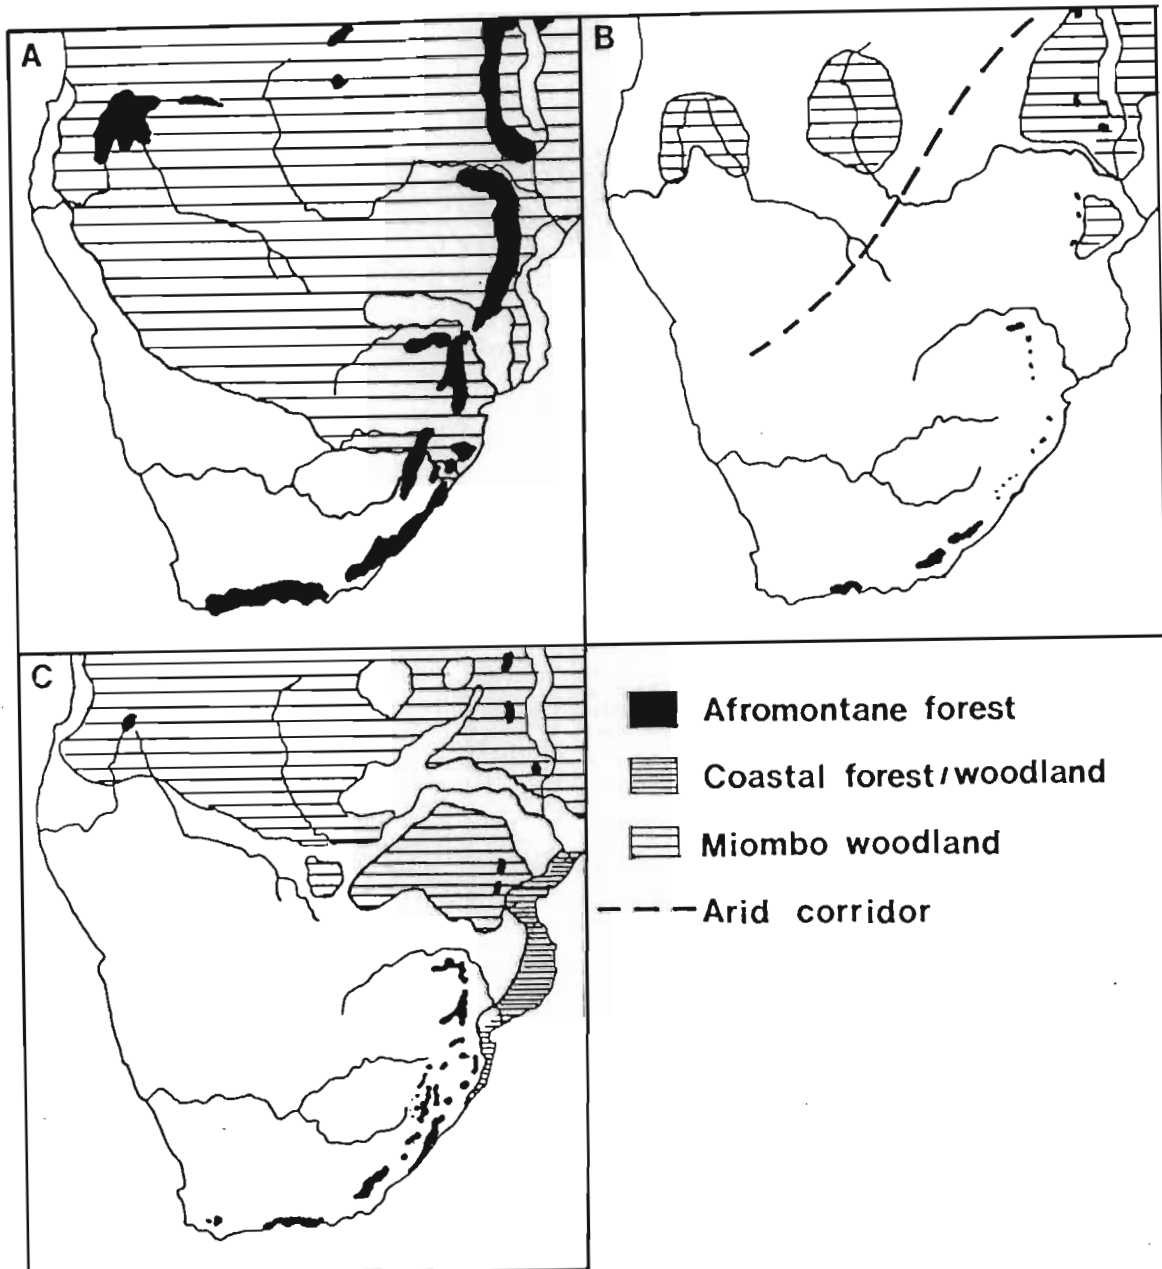 A
B
C
Afromontane forest
Coastal forest/woodland
Miombo woodland
Arid corridor